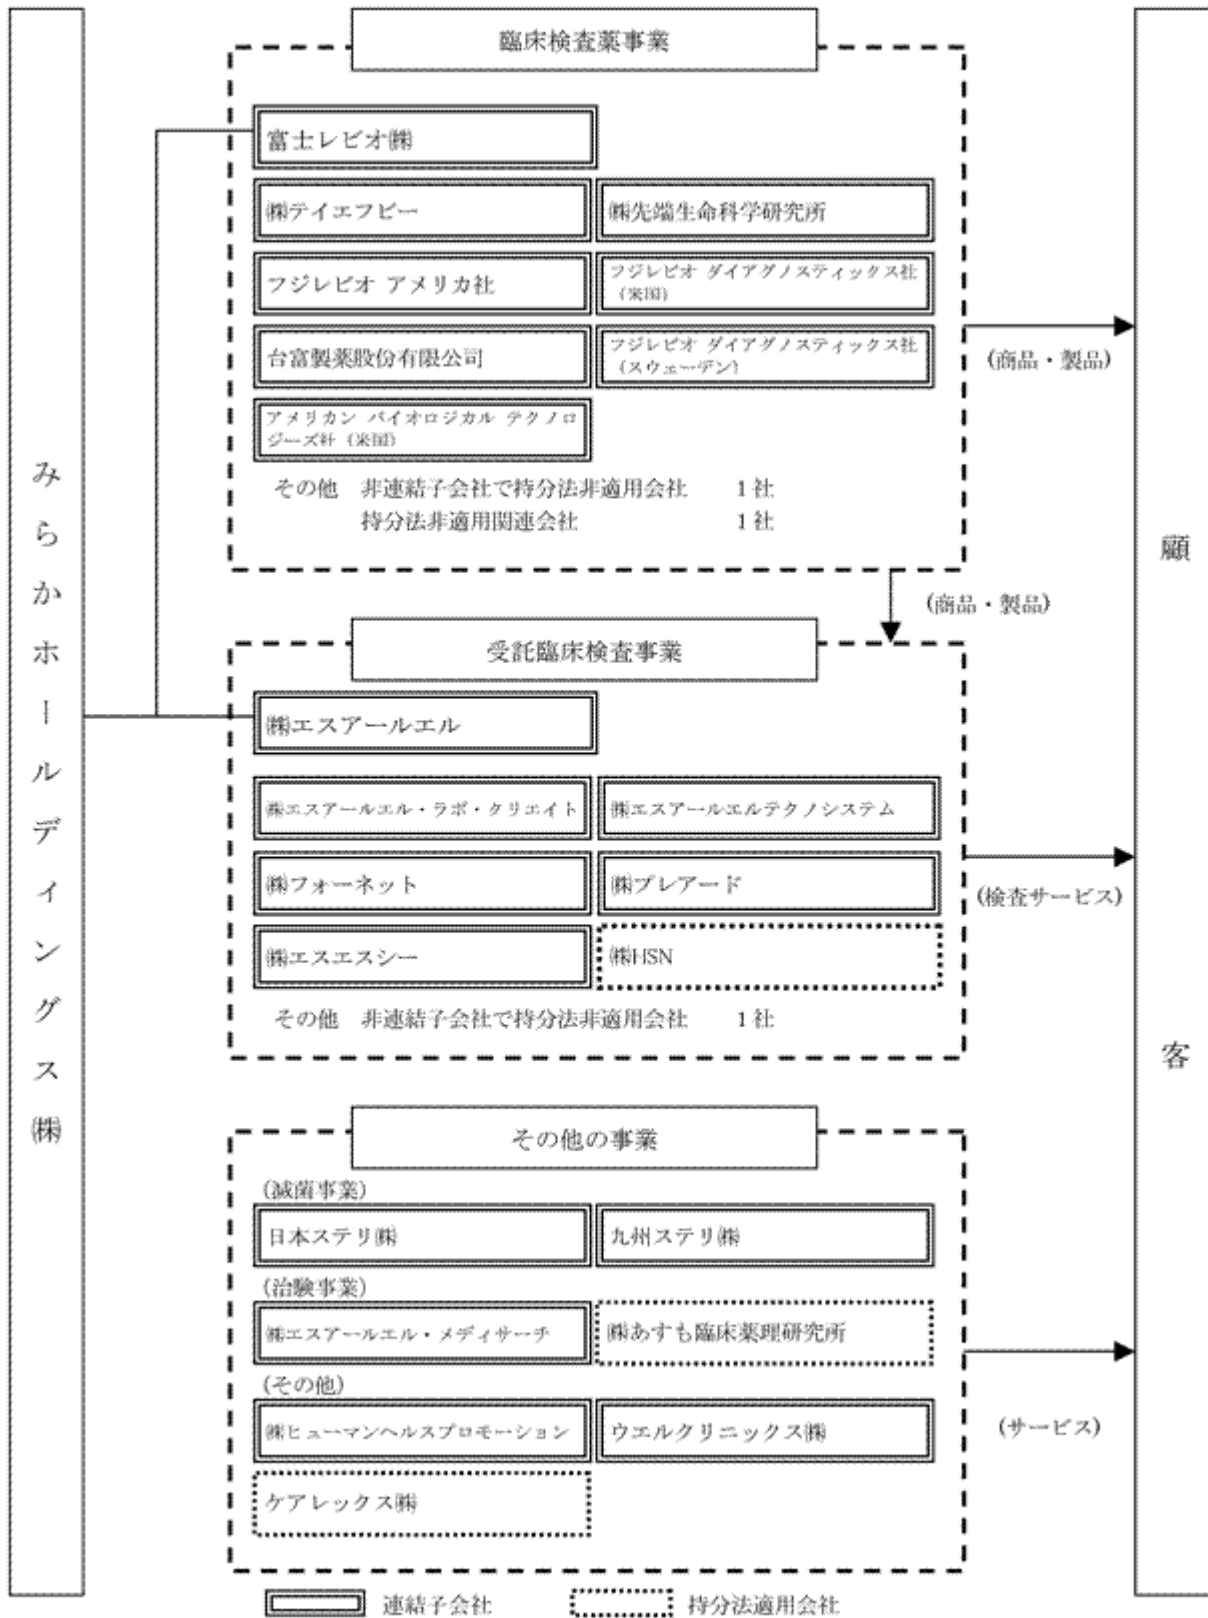 みらかホールディングス㈱
臨床検査薬事業
富士レビオ㈱
㈱テイエフビー
㈱先端生命科学研究所
フジレビオ アメリカ社
フジレビオ ダイアグノスティックス社
(米国)
台富製薬股份有限公司
フジレビオ ダイアグノスティックス社
(スウェーデン)
アメリカン バイオロジカル テクノロ
ジーズ社 (米国)
その他 非連結子会社で持分法非適用会社 1社
持分法非適用関連会社 1社
(商品・製品)
(商品・製品)
受託臨床検査事業
㈱エスアールエル
㈱エスアールエル・ラボ・クリエイト
㈱エスアールエルテクノシステム
㈱フォーネット
㈱プレアード
㈱エスエスシー
㈱HSN
その他 非連結子会社で持分法非適用会社 1社
(検査サービス)
その他の事業
(滅菌事業)
日本ステリ㈱
九州ステリ㈱
(治験事業)
㈱エスアールエル・メディサーチ
㈱あすも臨床薬理研究所
(その他)
㈱ヒューマンヘルスプロモーション
ウエルクリニックス㈱
ケアレックス㈱
(サービス)
顧客
連結子会社
持分法適用会社